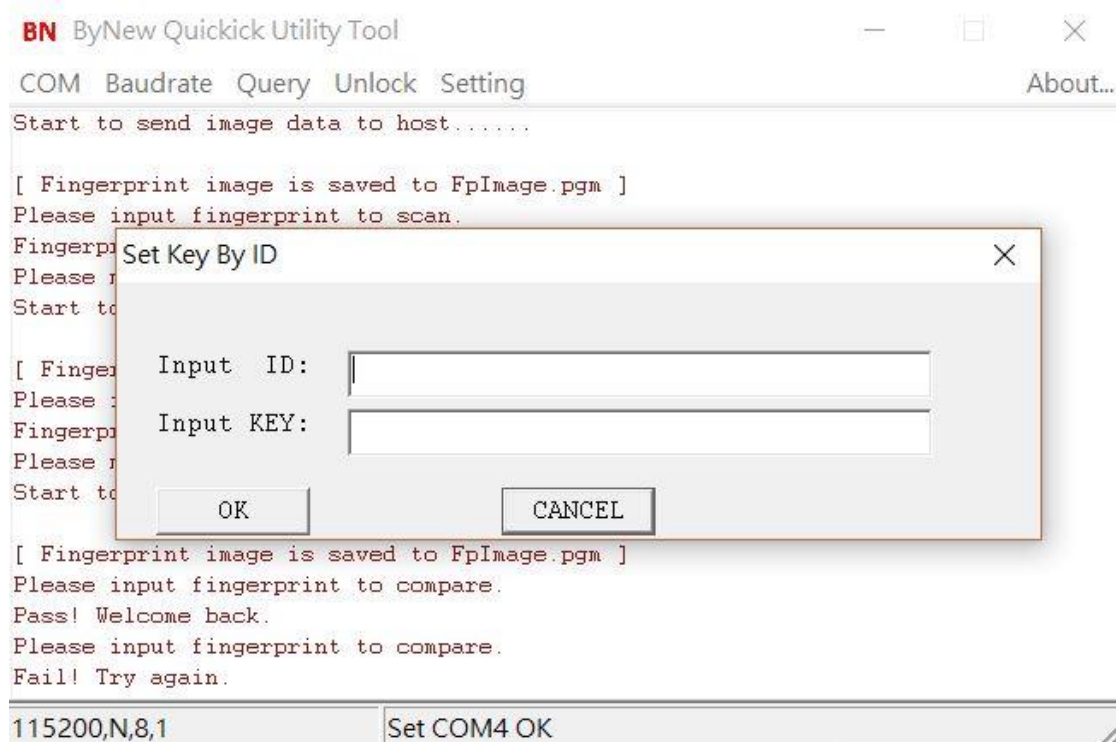 BN ByNew Quickick Utility Tool
COM Baudrate Query Unlock Setting About...
Start to send image data to host......
[ Fingerprint image is saved to FpImage.pgm ]
Please input fingerprint to scan.
Set Key By ID
Please
Start to
Input ID:
Please
Input KEY:
Please
Start to
OK CANCEL
[ Fingerprint image is saved to FpImage.pgm ]
Please input fingerprint to compare.
Pass! Welcome back.
Please input fingerprint to compare.
Fail! Try again.
115200,N,8,1 Set COM4 OK